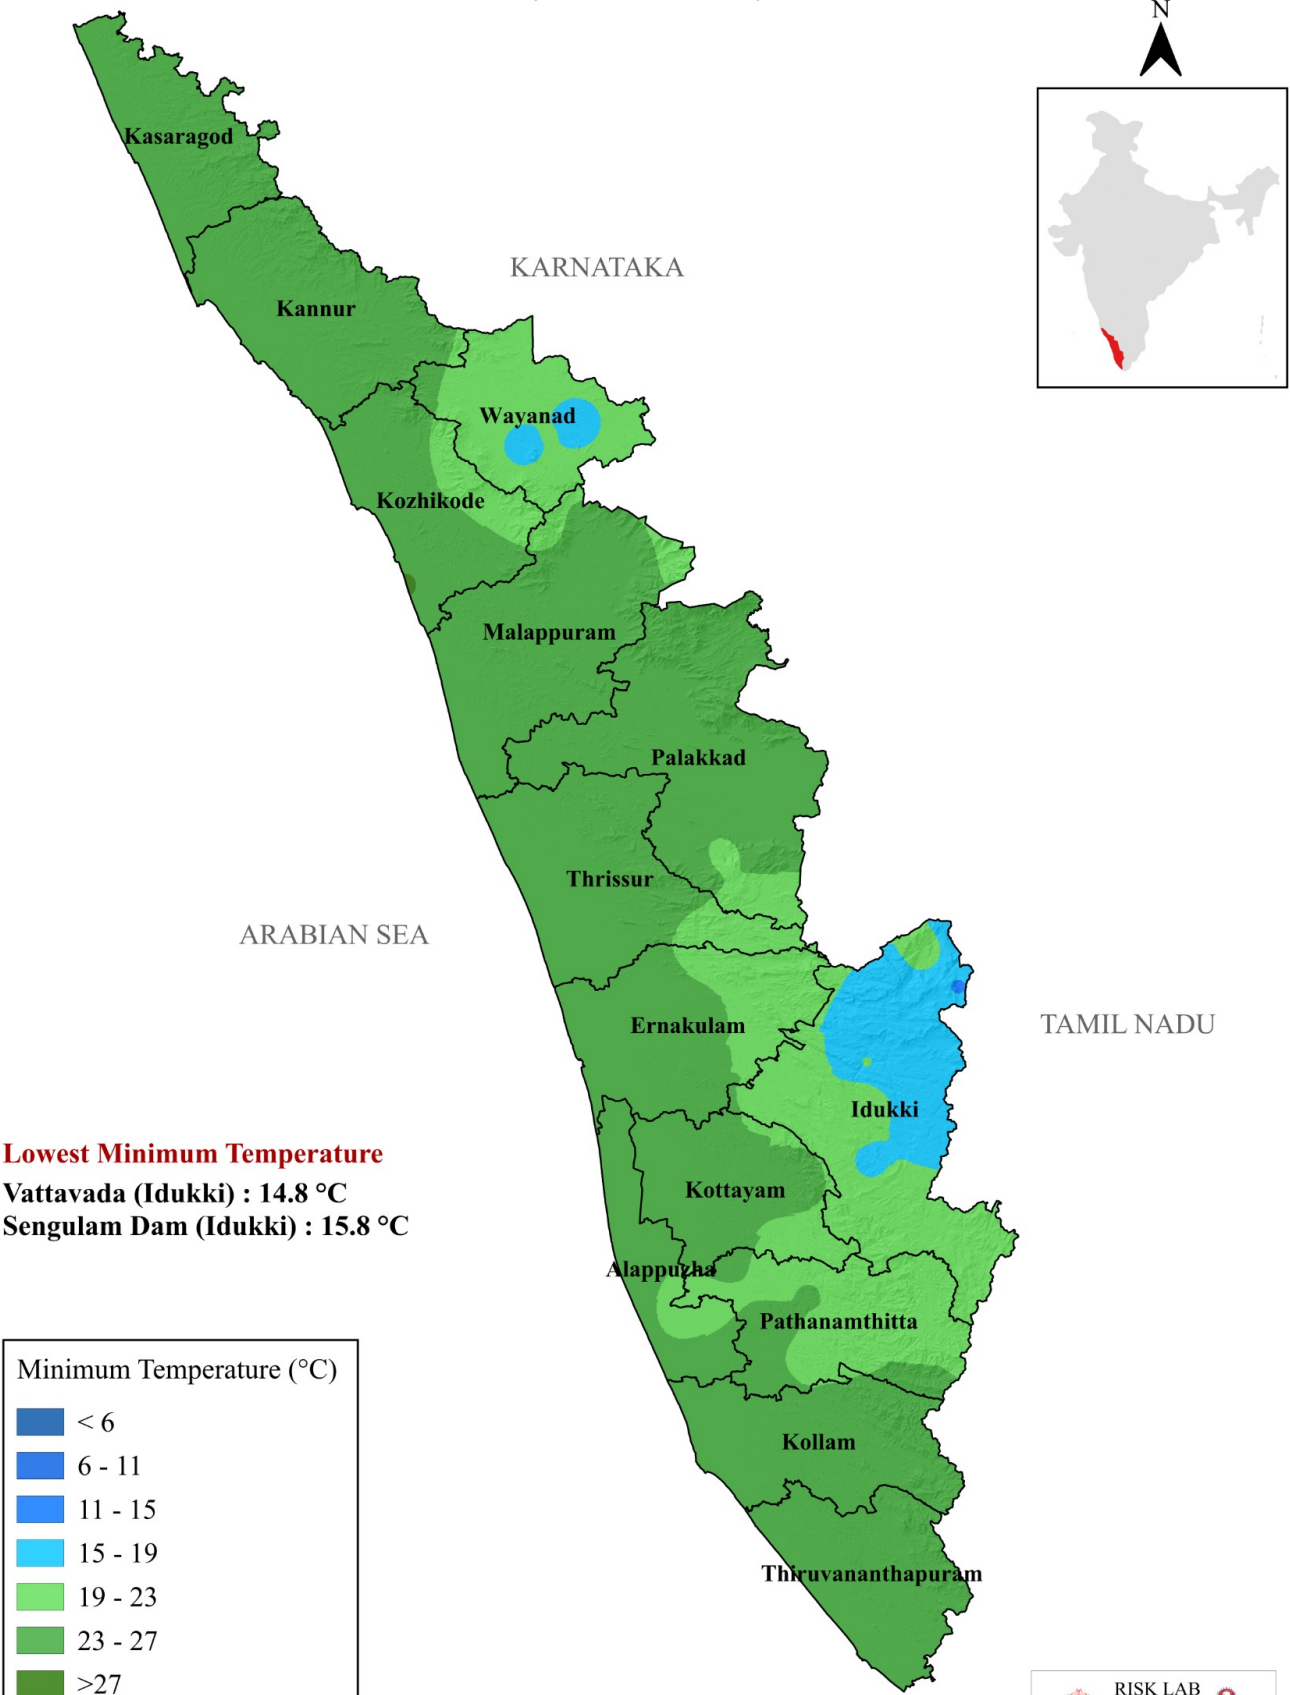 N
Kasaragod
KARNATAKA
Kannur
Wayanad
Kozhikode
Malappuram
Palakkad
Thrissur
ARABIAN SEA
Ernakulam
TAMIL NADU
Idukki
Lowest Minimum Temperature
Vattavada (Idukki) : 14.8 °C
Sengulam Dam (Idukki) : 15.8 °C
Kottayam
Alappuzha
Pathanamthitta
Minimum Temperature (°C)
< 6
6 - 11
11 - 15
15 - 19
19 - 23
23 - 27
>27
Kollam
Thiruvananthapuram
RISK LAB